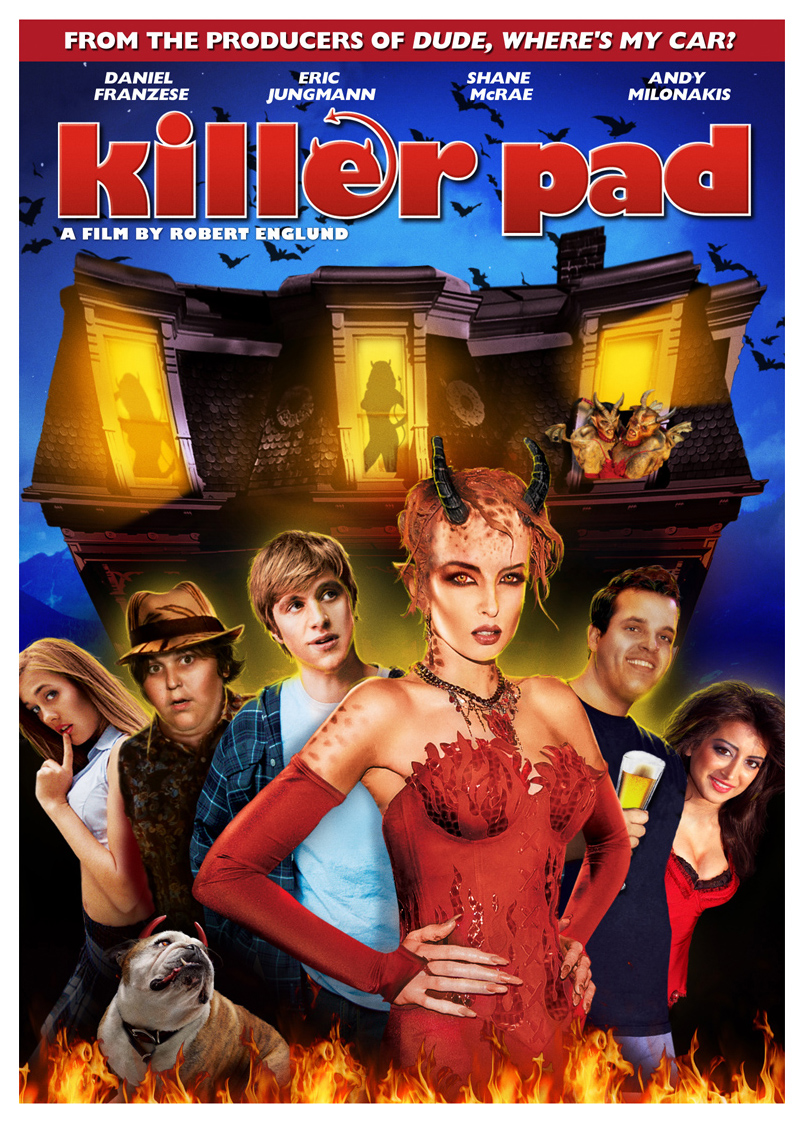 FROM THE PRODUCERS OF DUDE, WHERE'S MY CAR?
DANIEL FRANZESE
ERIC JUNGMANN
SHANE McRAE
ANDY MILONAKIS
killer pad
A FILM BY ROBERT ENGLUND